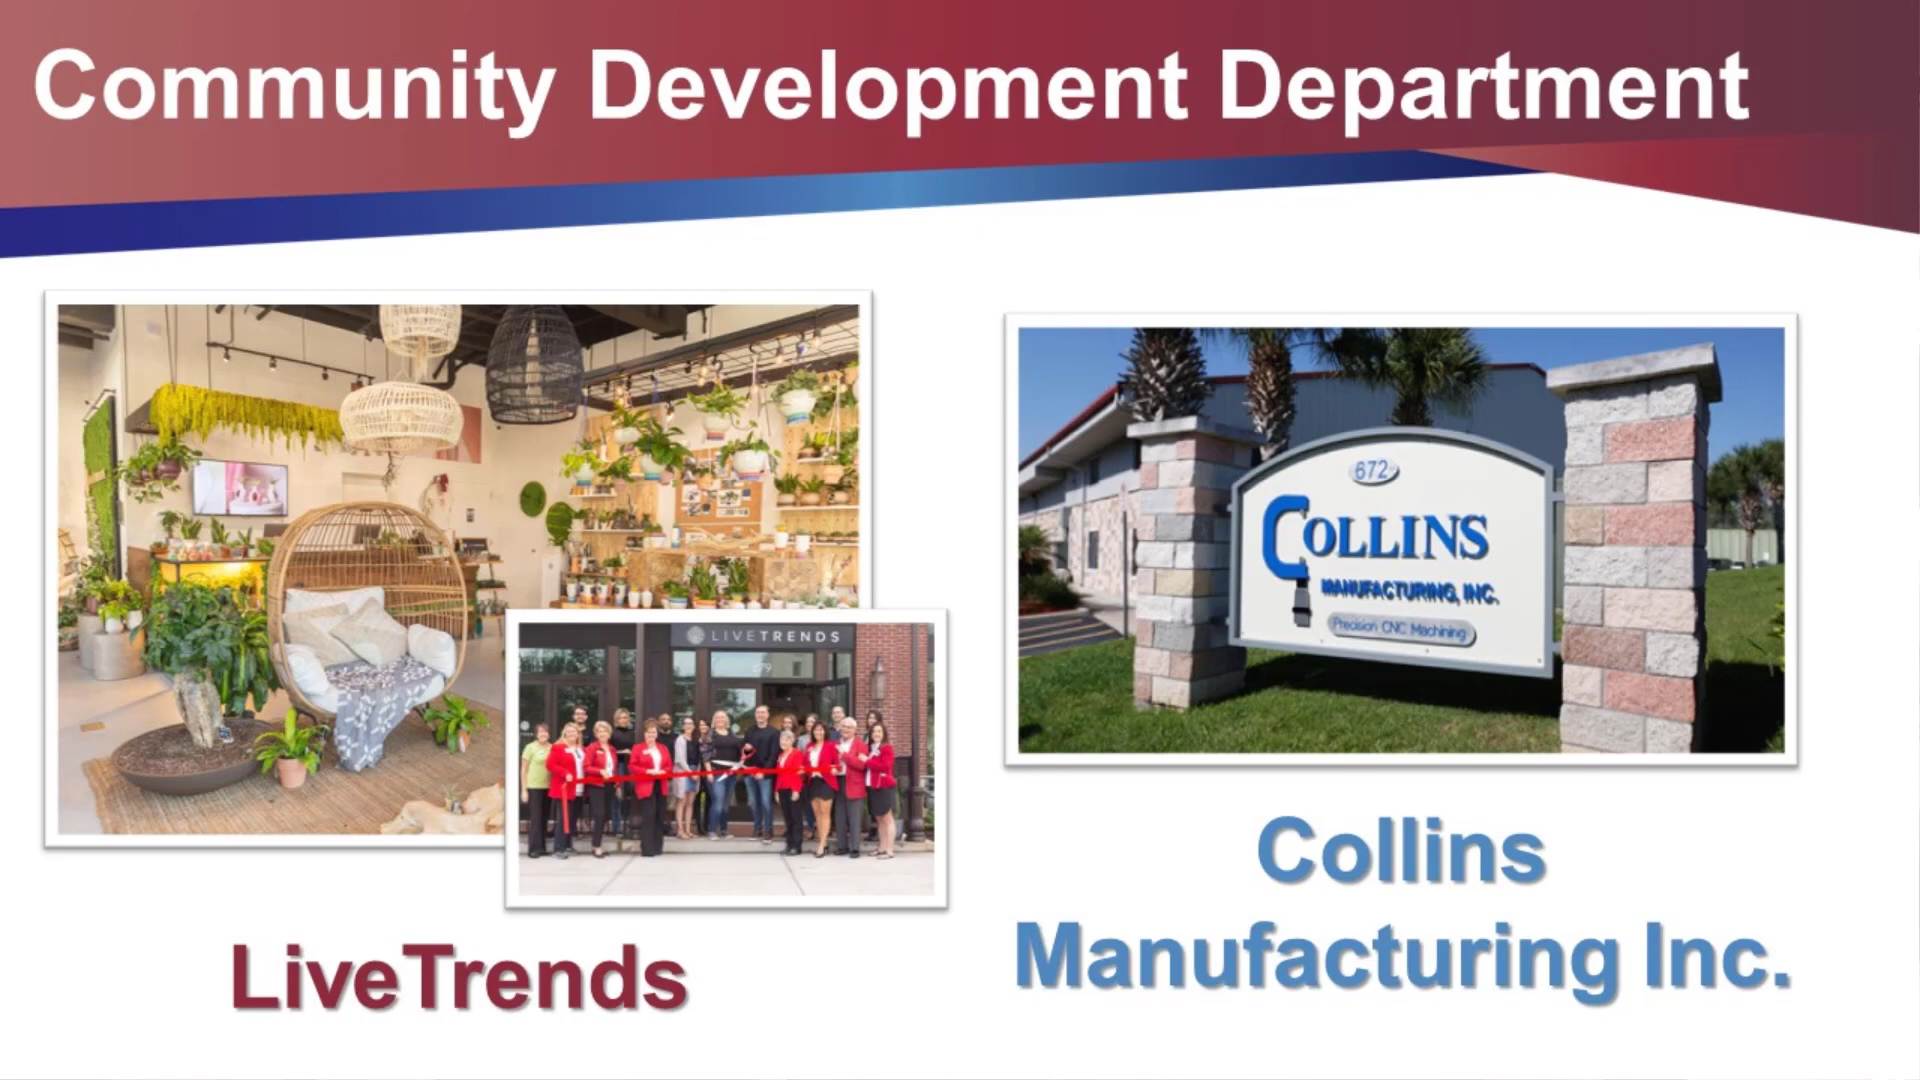 Community Development Department
LIVETRENDS
LiveTrends
672
COLLINS
MANUFACTURING, INC.
Precision CNC Machining
Collins
Manufacturing Inc.